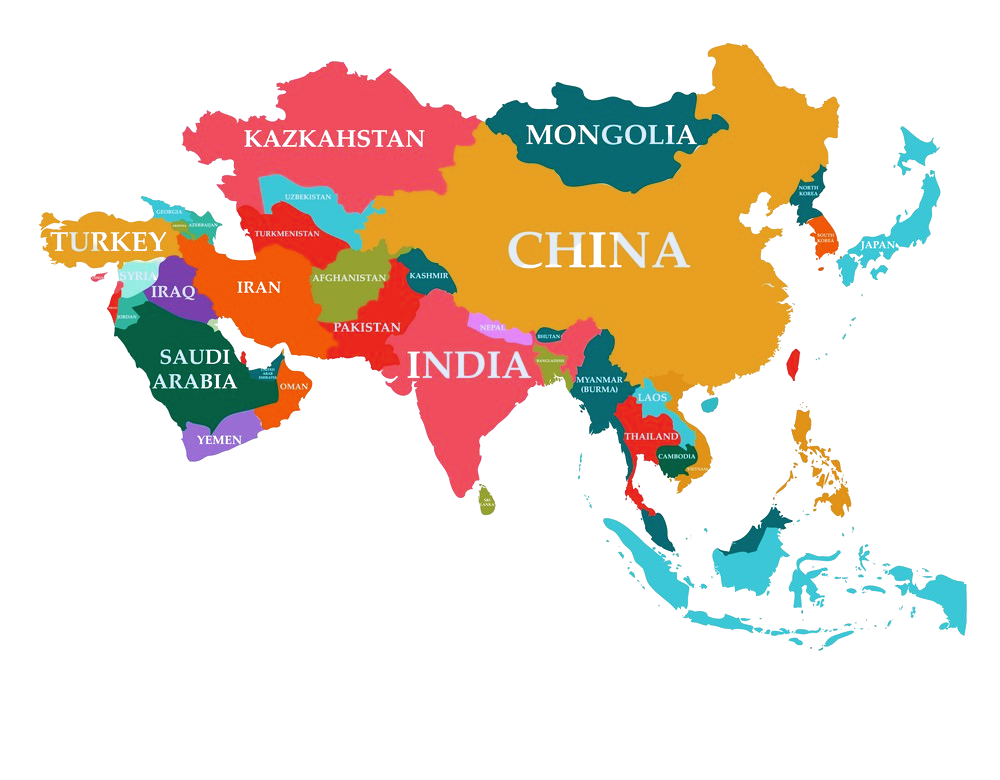 KAZKAHSTAN
MONGOLIA
UZBEKISTAN
GEORGIA
AZERBAIJAN
TURKMENISTAN
TURKEY
CHINA
NORTH
KOREA
SOUTH
KOREA
JAPAN
SYRIA
IRAQ
IRAN
AFGHANISTAN
KASHMIR
JORDAN
PAKISTAN
NEPAL
BHUTAN
BANGLADESH
INDIA
SAUDI
ARABIA
UNITED
ARAB
EMIRATES
OMAN
YEMEN
MYANMAR
(BURMA)
LAOS
THAILAND
CAMBODIA
VIETNAM
SRI
LANKA